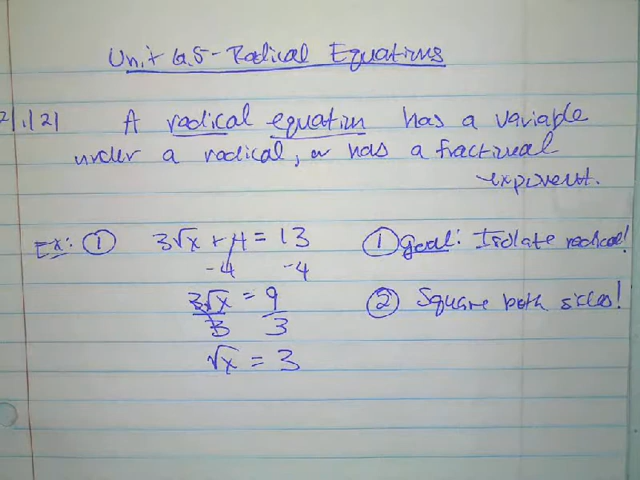 Unit 6.5 - Radical Equations
2/1/21 A radical equation has a variable
under a radical, or has a fractional
exponent.
Ex: ① 3√x + 4 = 13 ① Goal: Isolate radical!
-4 -4
3√x = 9 ② Square both sides!
3 3
√x = 3